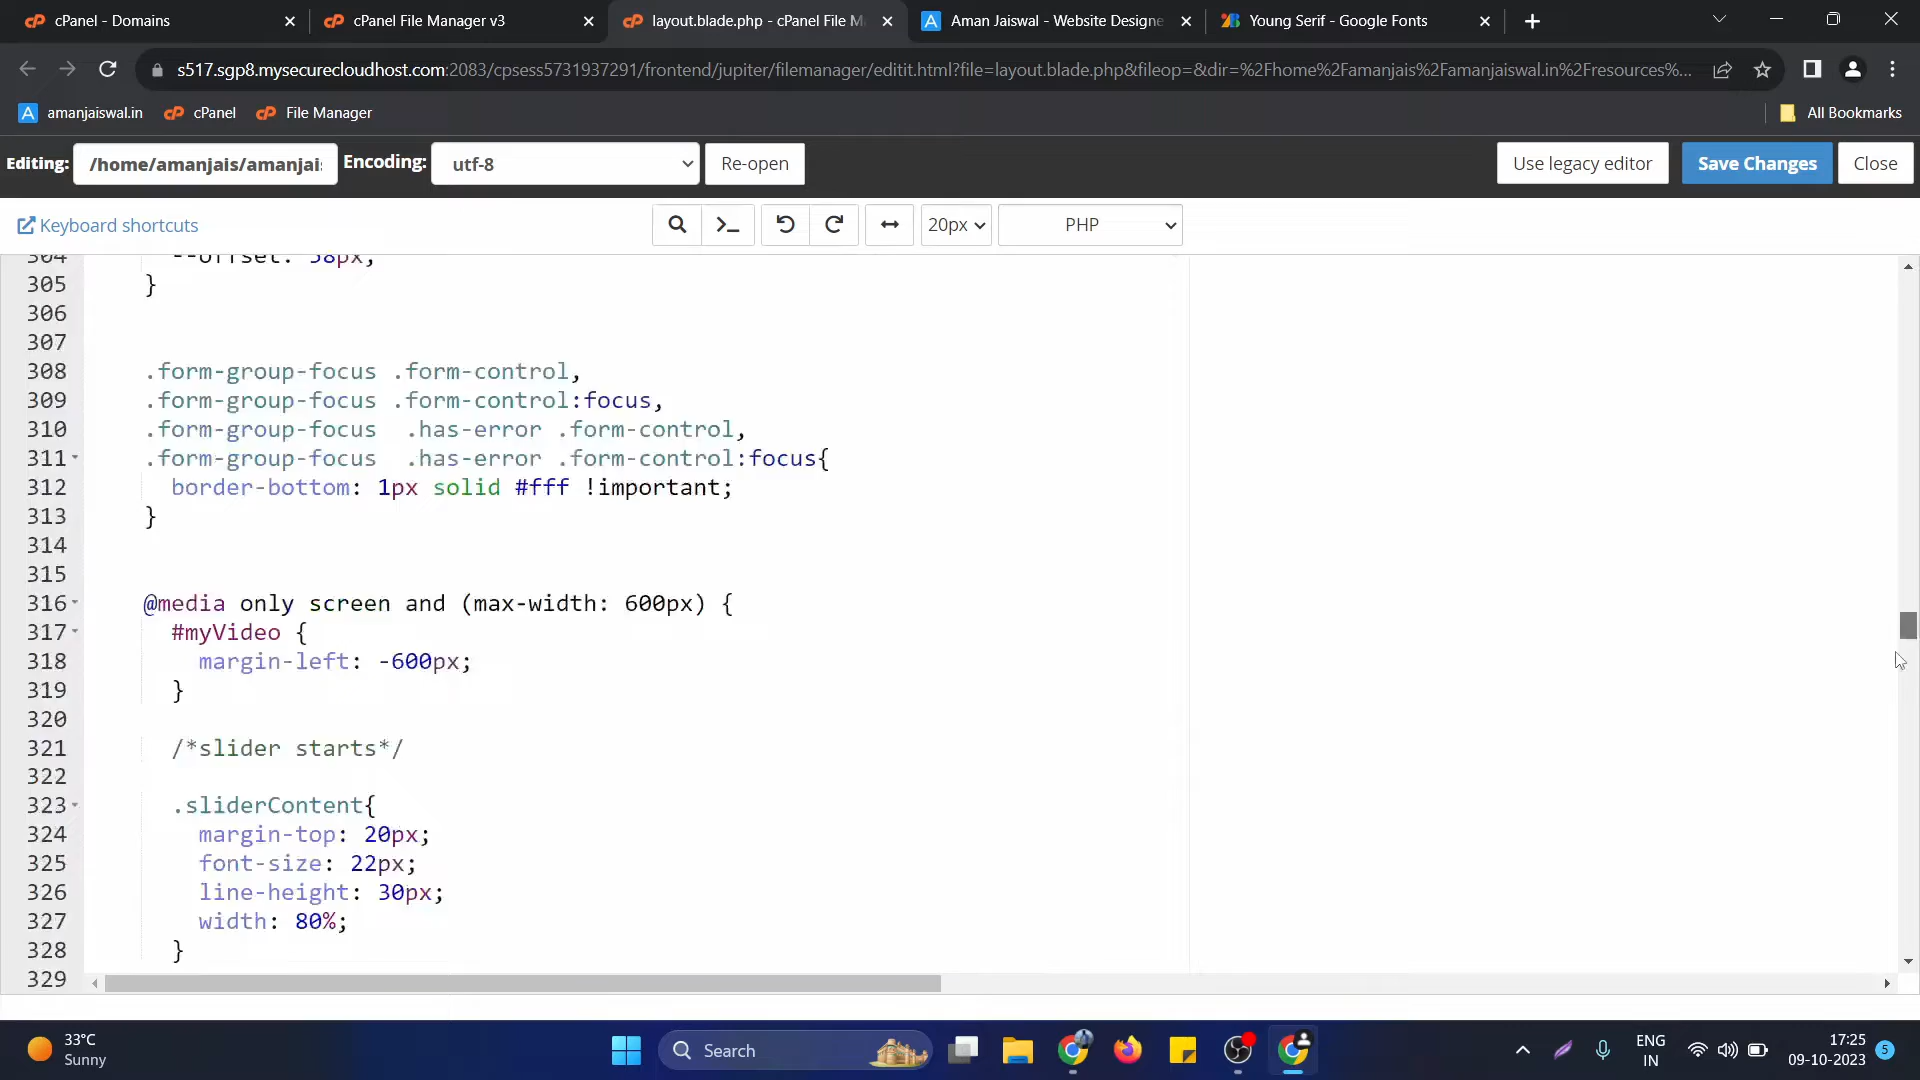 cPanel - Domains
cPanel File Manager v3
layout.blade.php - cPanel File M
Aman Jaiswal - Website Designe
Young Serif - Google Fonts
s517.sgp8.mysecurecloudhost.com:2083/cpsess5731937291/frontend/jupiter/filemanager/editit.html?file=layout.blade.php&fileop=&dir=%2Fhome%2Famanjais%2Famanjaiswal.in%2Fresources%...
amanjaiswal.in
cPanel
File Manager
All Bookmarks
Editing: /home/amanjais/amanjai Encoding: utf-8 Re-open Use legacy editor Save Changes Close
Keyboard shortcuts 20px PHP
304 --offset: 58px;
305 }
306
307
308 .form-group-focus .form-control,
309 .form-group-focus .form-control:focus,
310 .form-group-focus .has-error .form-control,
311 .form-group-focus .has-error .form-control:focus{
312 border-bottom: 1px solid #fff !important;
313 }
314
315
316 @media only screen and (max-width: 600px) {
317 #myVideo {
318 margin-left: -600px;
319 }
320
321 /*slider starts*/
322
323 .sliderContent{
324 margin-top: 20px;
325 font-size: 22px;
326 line-height: 30px;
327 width: 80%;
328 }
329
33°C
Sunny
Search
ENG
IN
17:25
09-10-2023
5